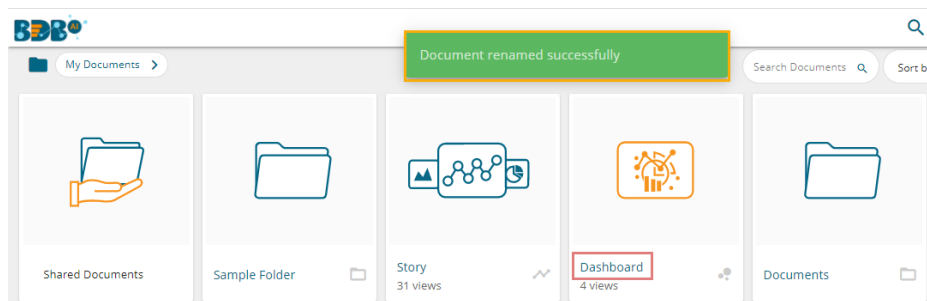 BDB AI
Document renamed successfully
My Documents
Search Documents
Sort b
Shared Documents
Sample Folder
Story
31 views
Dashboard
4 views
Documents